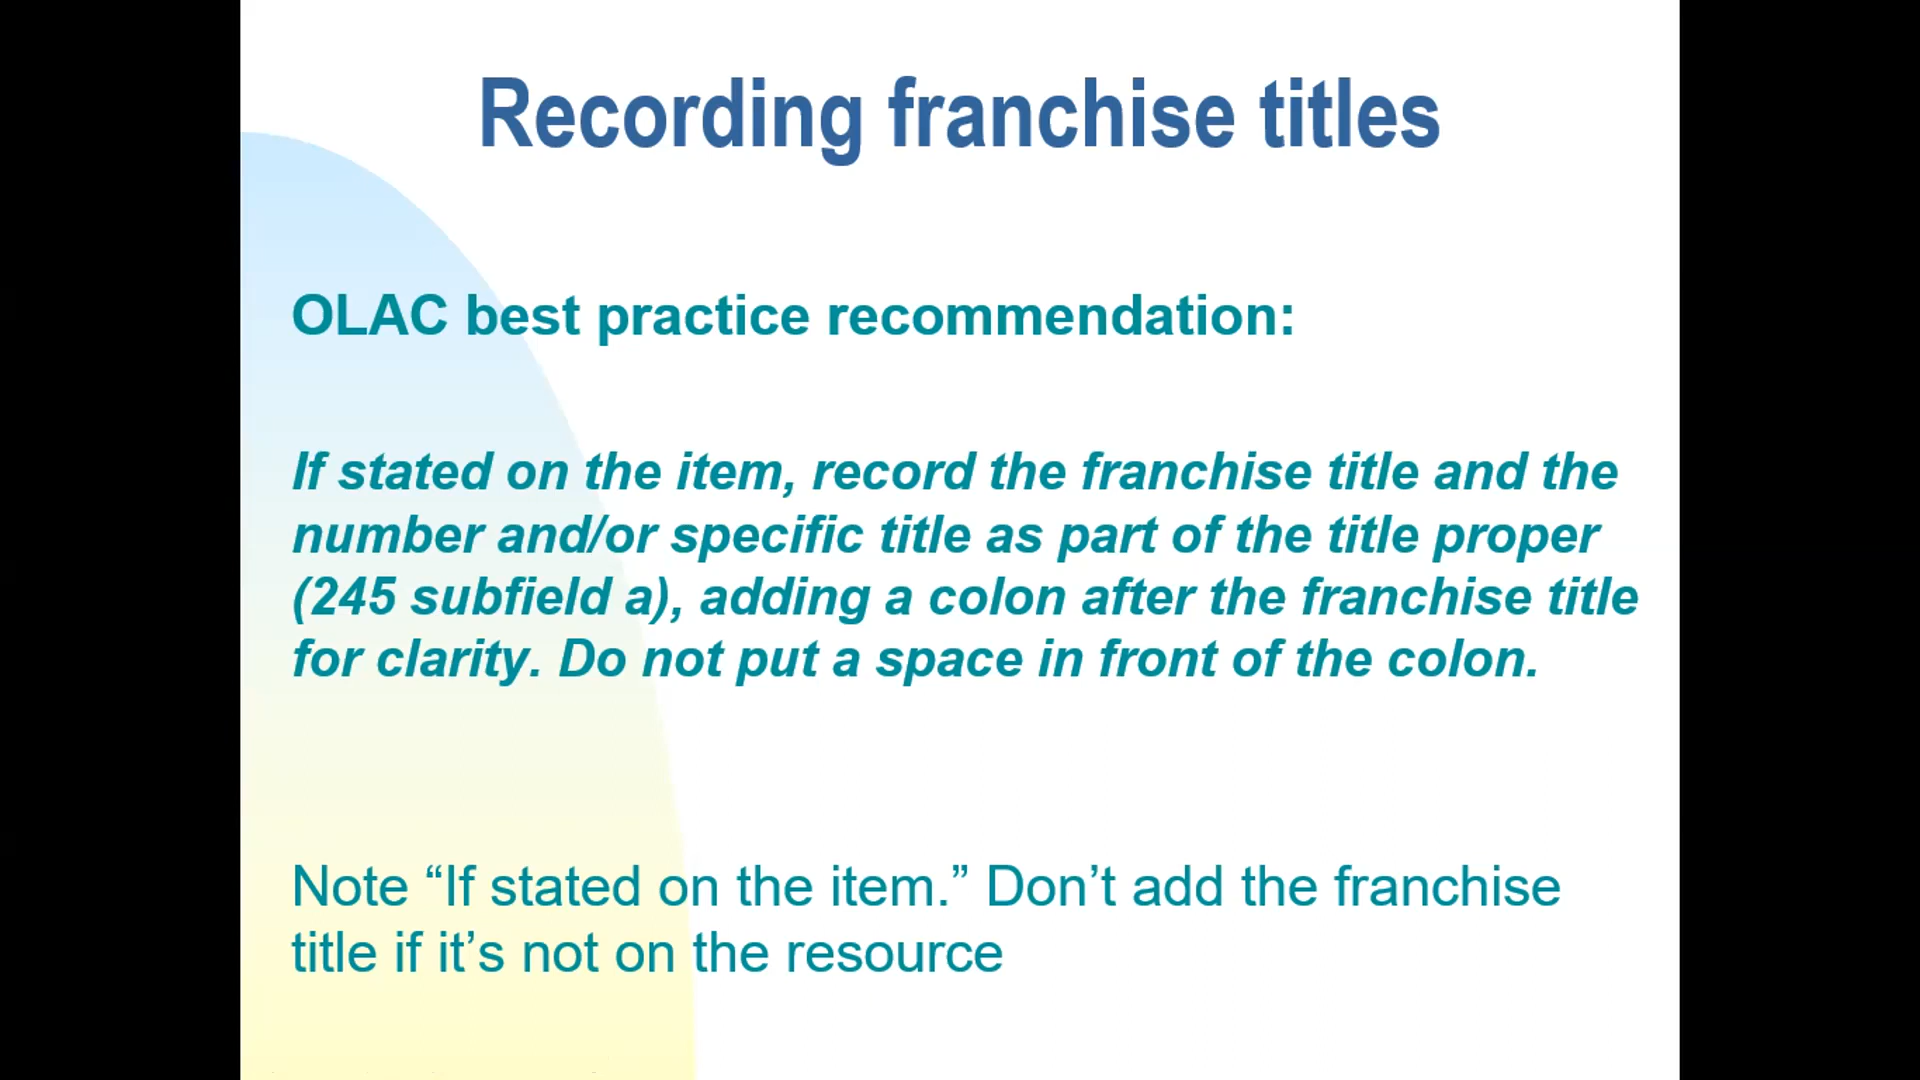 Recording franchise titles
OLAC best practice recommendation:
If stated on the item, record the franchise title and the
number and/or specific title as part of the title proper
(245 subfield a), adding a colon after the franchise title
for clarity. Do not put a space in front of the colon.
Note “If stated on the item.” Don’t add the franchise
title if it’s not on the resource